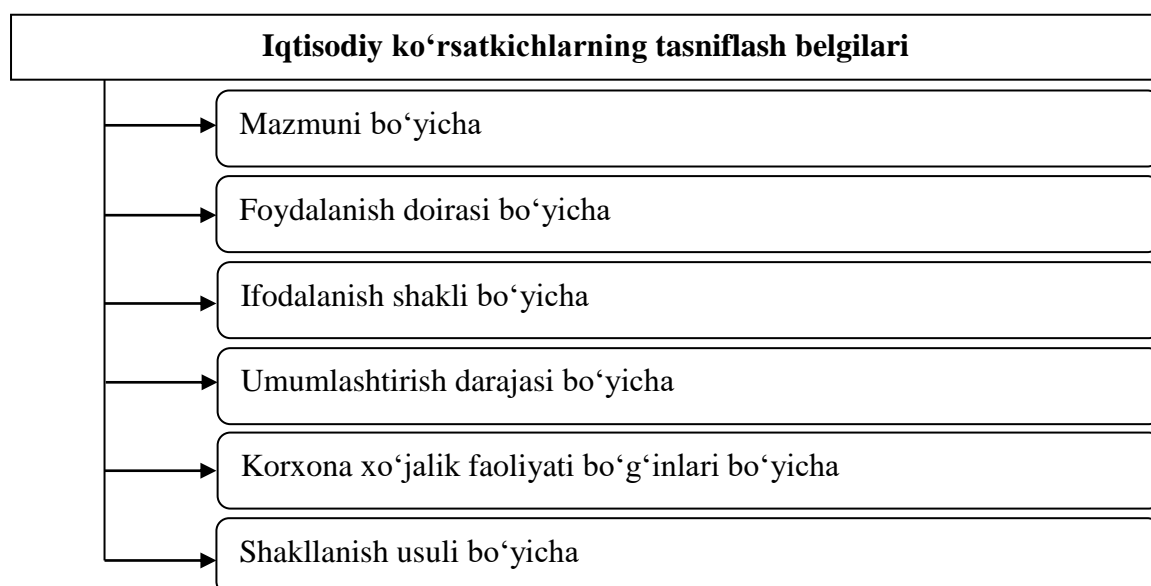 Iqtisodiy ko‘rsatkichlarning tasniflash belgilari
Mazmuni bo‘yicha
Foydalanish doirasi bo‘yicha
Ifodalanish shakli bo‘yicha
Umumlashtirish darajasi bo‘yicha
Korxona xo‘jalik faoliyati bo‘g‘inlari bo‘yicha
Shakllanish usuli bo‘yicha